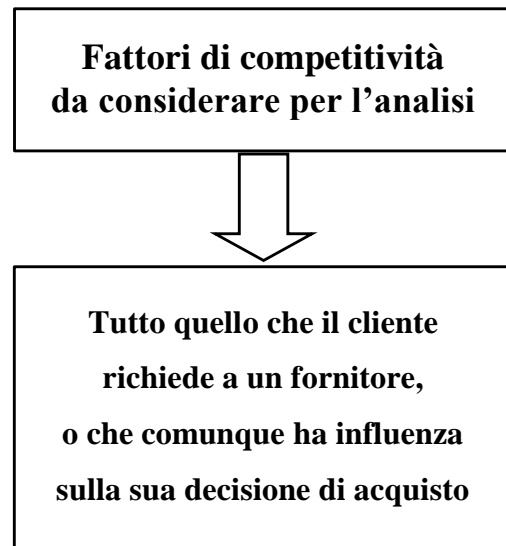 Fattori di competitività
da considerare per l’analisi
Tutto quello che il cliente
richiede a un fornitore,
o che comunque ha influenza
sulla sua decisione di acquisto